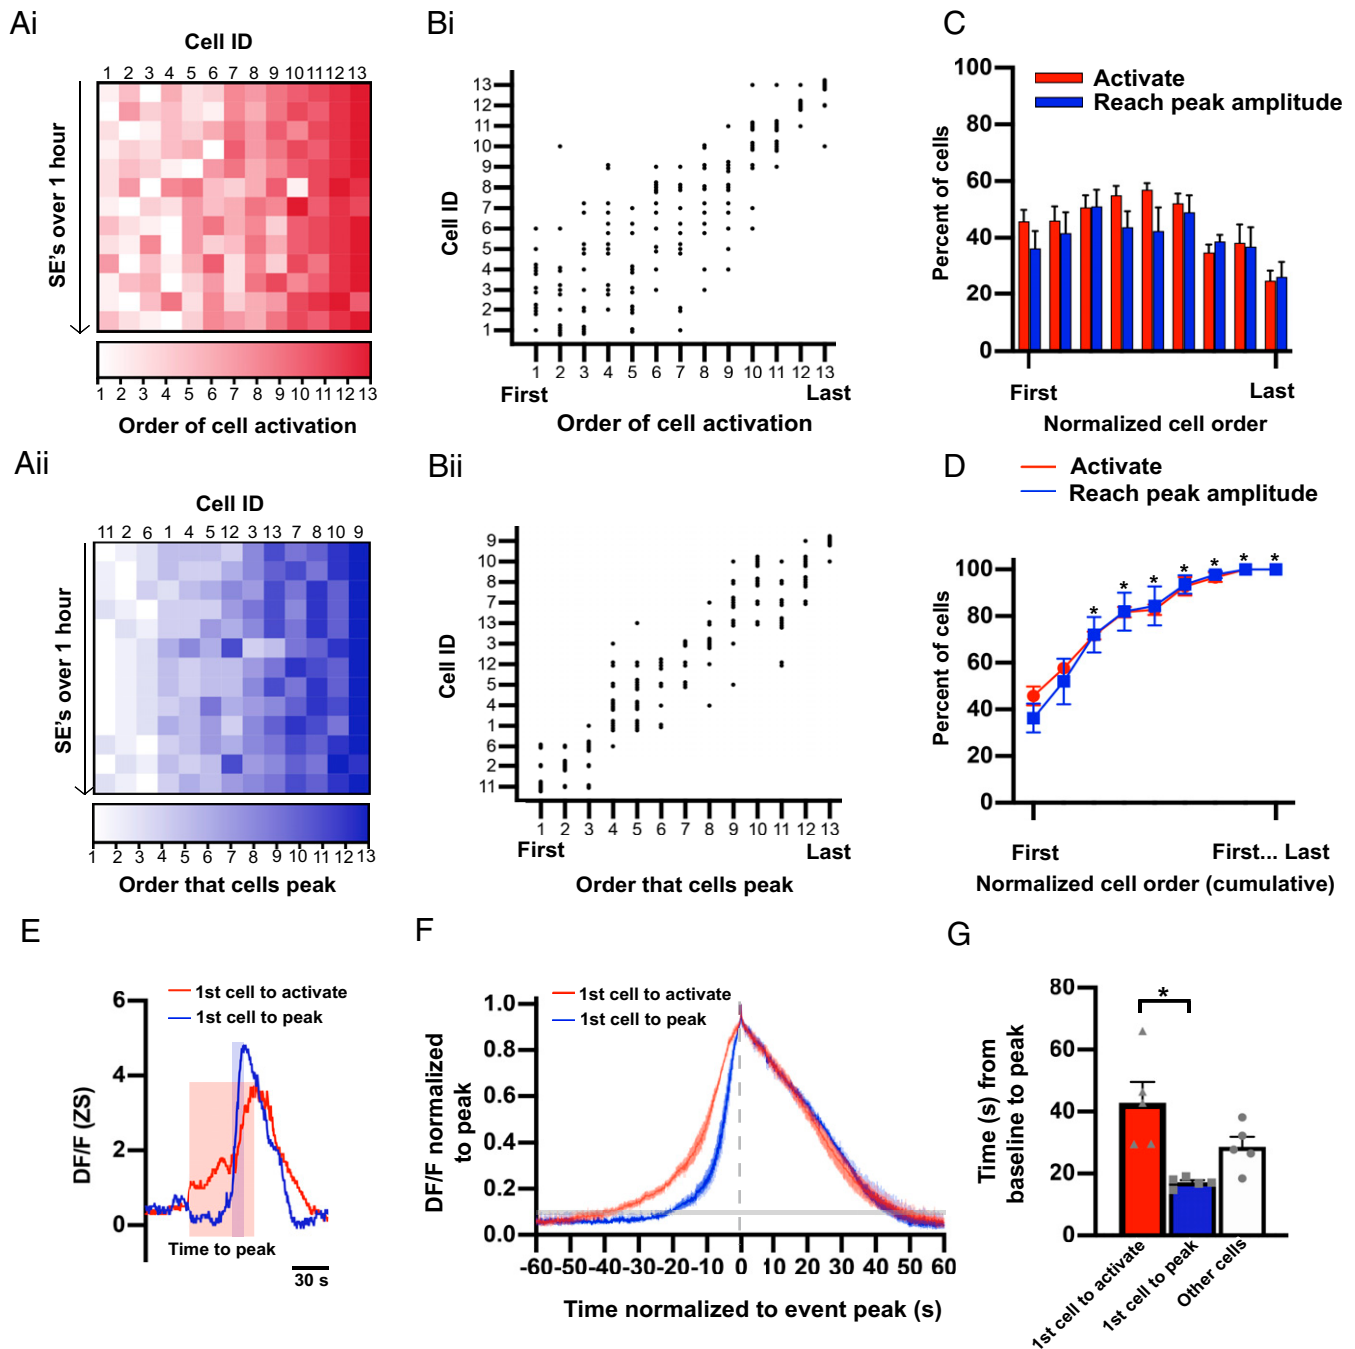 Ai
Cell ID
1 2 3 4 5 6 7 8 9 10 11 12 13
SE's over 1 hour
1 2 3 4 5 6 7 8 9 10 11 12 13
Order of cell activation
Bi
Cell ID
13
12
11
10
9
8
7
6
5
4
3
2
1
1 2 3 4 5 6 7 8 9 10 11 12 13
First Last
Order of cell activation
C
Activate
Reach peak amplitude
Percent of cells
100
80
60
40
20
0
First Last
Normalized cell order
Aii
Cell ID
11 2 6 1 4 5 12 3 13 7 8 10 9
SE's over 1 hour
1 2 3 4 5 6 7 8 9 10 11 12 13
Order that cells peak
Bii
Cell ID
9
10
8
7
13
3
12
5
4
1
6
2
11
1 2 3 4 5 6 7 8 9 10 11 12 13
First Last
Order that cells peak
D
Activate
Reach peak amplitude
Percent of cells
100
80
60
40
20
0
* * * * * * *
First First... Last
Normalized cell order (cumulative)
E
1st cell to activate
1st cell to peak
DF/F (ZS)
6
4
2
0
Time to peak
30 s
F
1st cell to activate
1st cell to peak
DF/F normalized
to peak
1.0
0.8
0.6
0.4
0.2
0.0
-60 -50 -40 -30 -20 -10 0 10 20 30 40 50 60
Time normalized to event peak (s)
G
Time (s) from
baseline to peak
80
60
40
20
0
*
1st cell to activate
1st cell to peak
Other cells